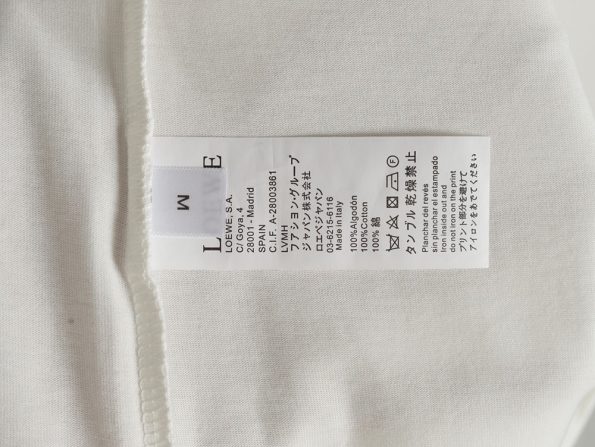 M
L E
LOEWE, S.A.
C/ Goya, 4
28001 - Madrid
SPAIN
C.I.F. A-28003861
LVMH
ファション・グループ
ジャパン株式会社
ロエベジャパン
03-6215-6116
Made in Italy
100%Algodón
100%Cotton
100% 綿
F
タンブル乾燥禁止
Planchar del revés
sin planchar el estampado
Iron inside out and
do not iron on the print
プリント部分を避けて
アイロンをあててください